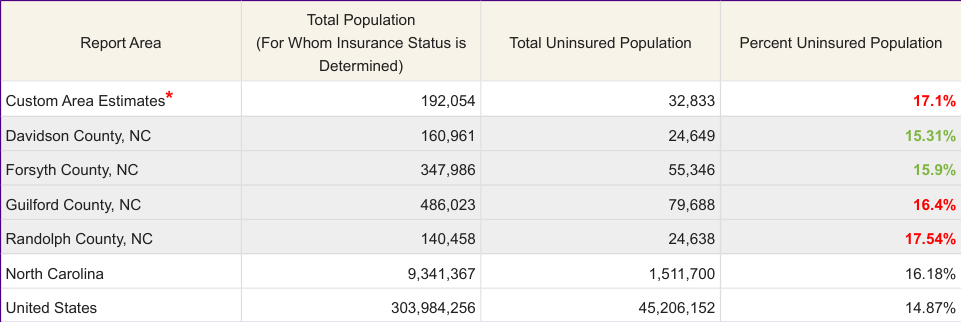 Report Area
Total Population
(For Whom Insurance Status is
Determined)
Total Uninsured Population
Percent Uninsured Population
Custom Area Estimates* 192,054 32,833 17.1%
Davidson County, NC 160,961 24,649 15.31%
Forsyth County, NC 347,986 55,346 15.9%
Guilford County, NC 486,023 79,688 16.4%
Randolph County, NC 140,458 24,638 17.54%
North Carolina 9,341,367 1,511,700 16.18%
United States 303,984,256 45,206,152 14.87%